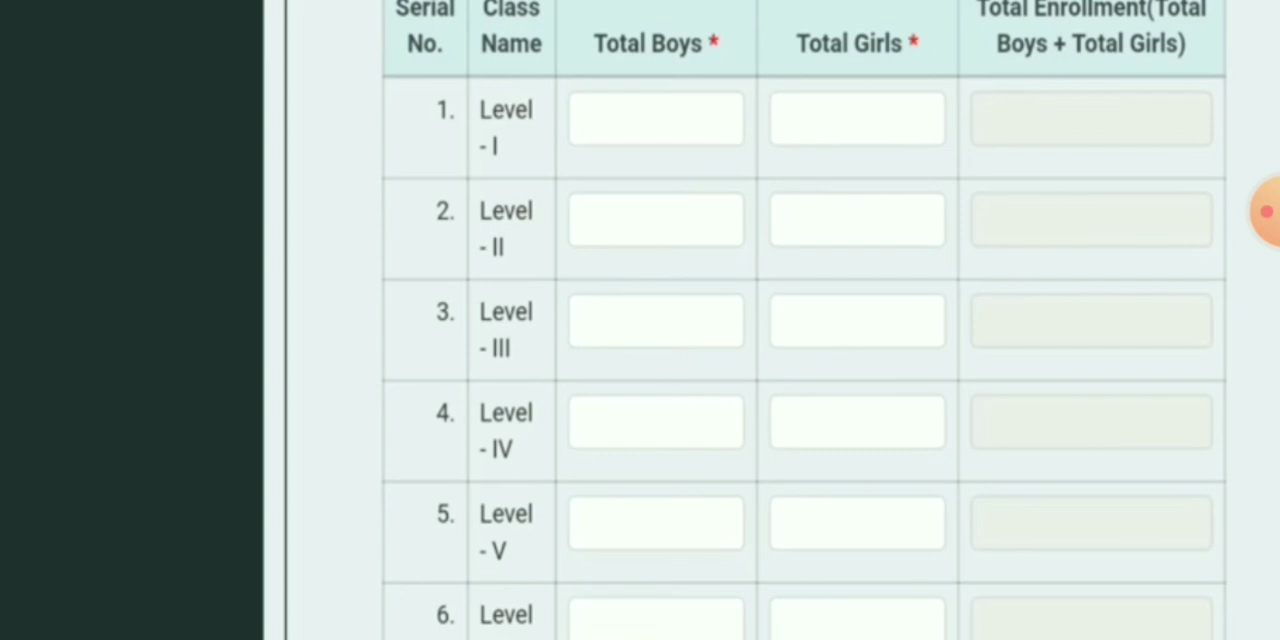 Serial No.
Class Name
Total Boys *
Total Girls *
Total Enrollment(Total Boys + Total Girls)
1.
Level
- I
2.
Level
- II
3.
Level
- III
4.
Level
- IV
5.
Level
- V
6.
Level